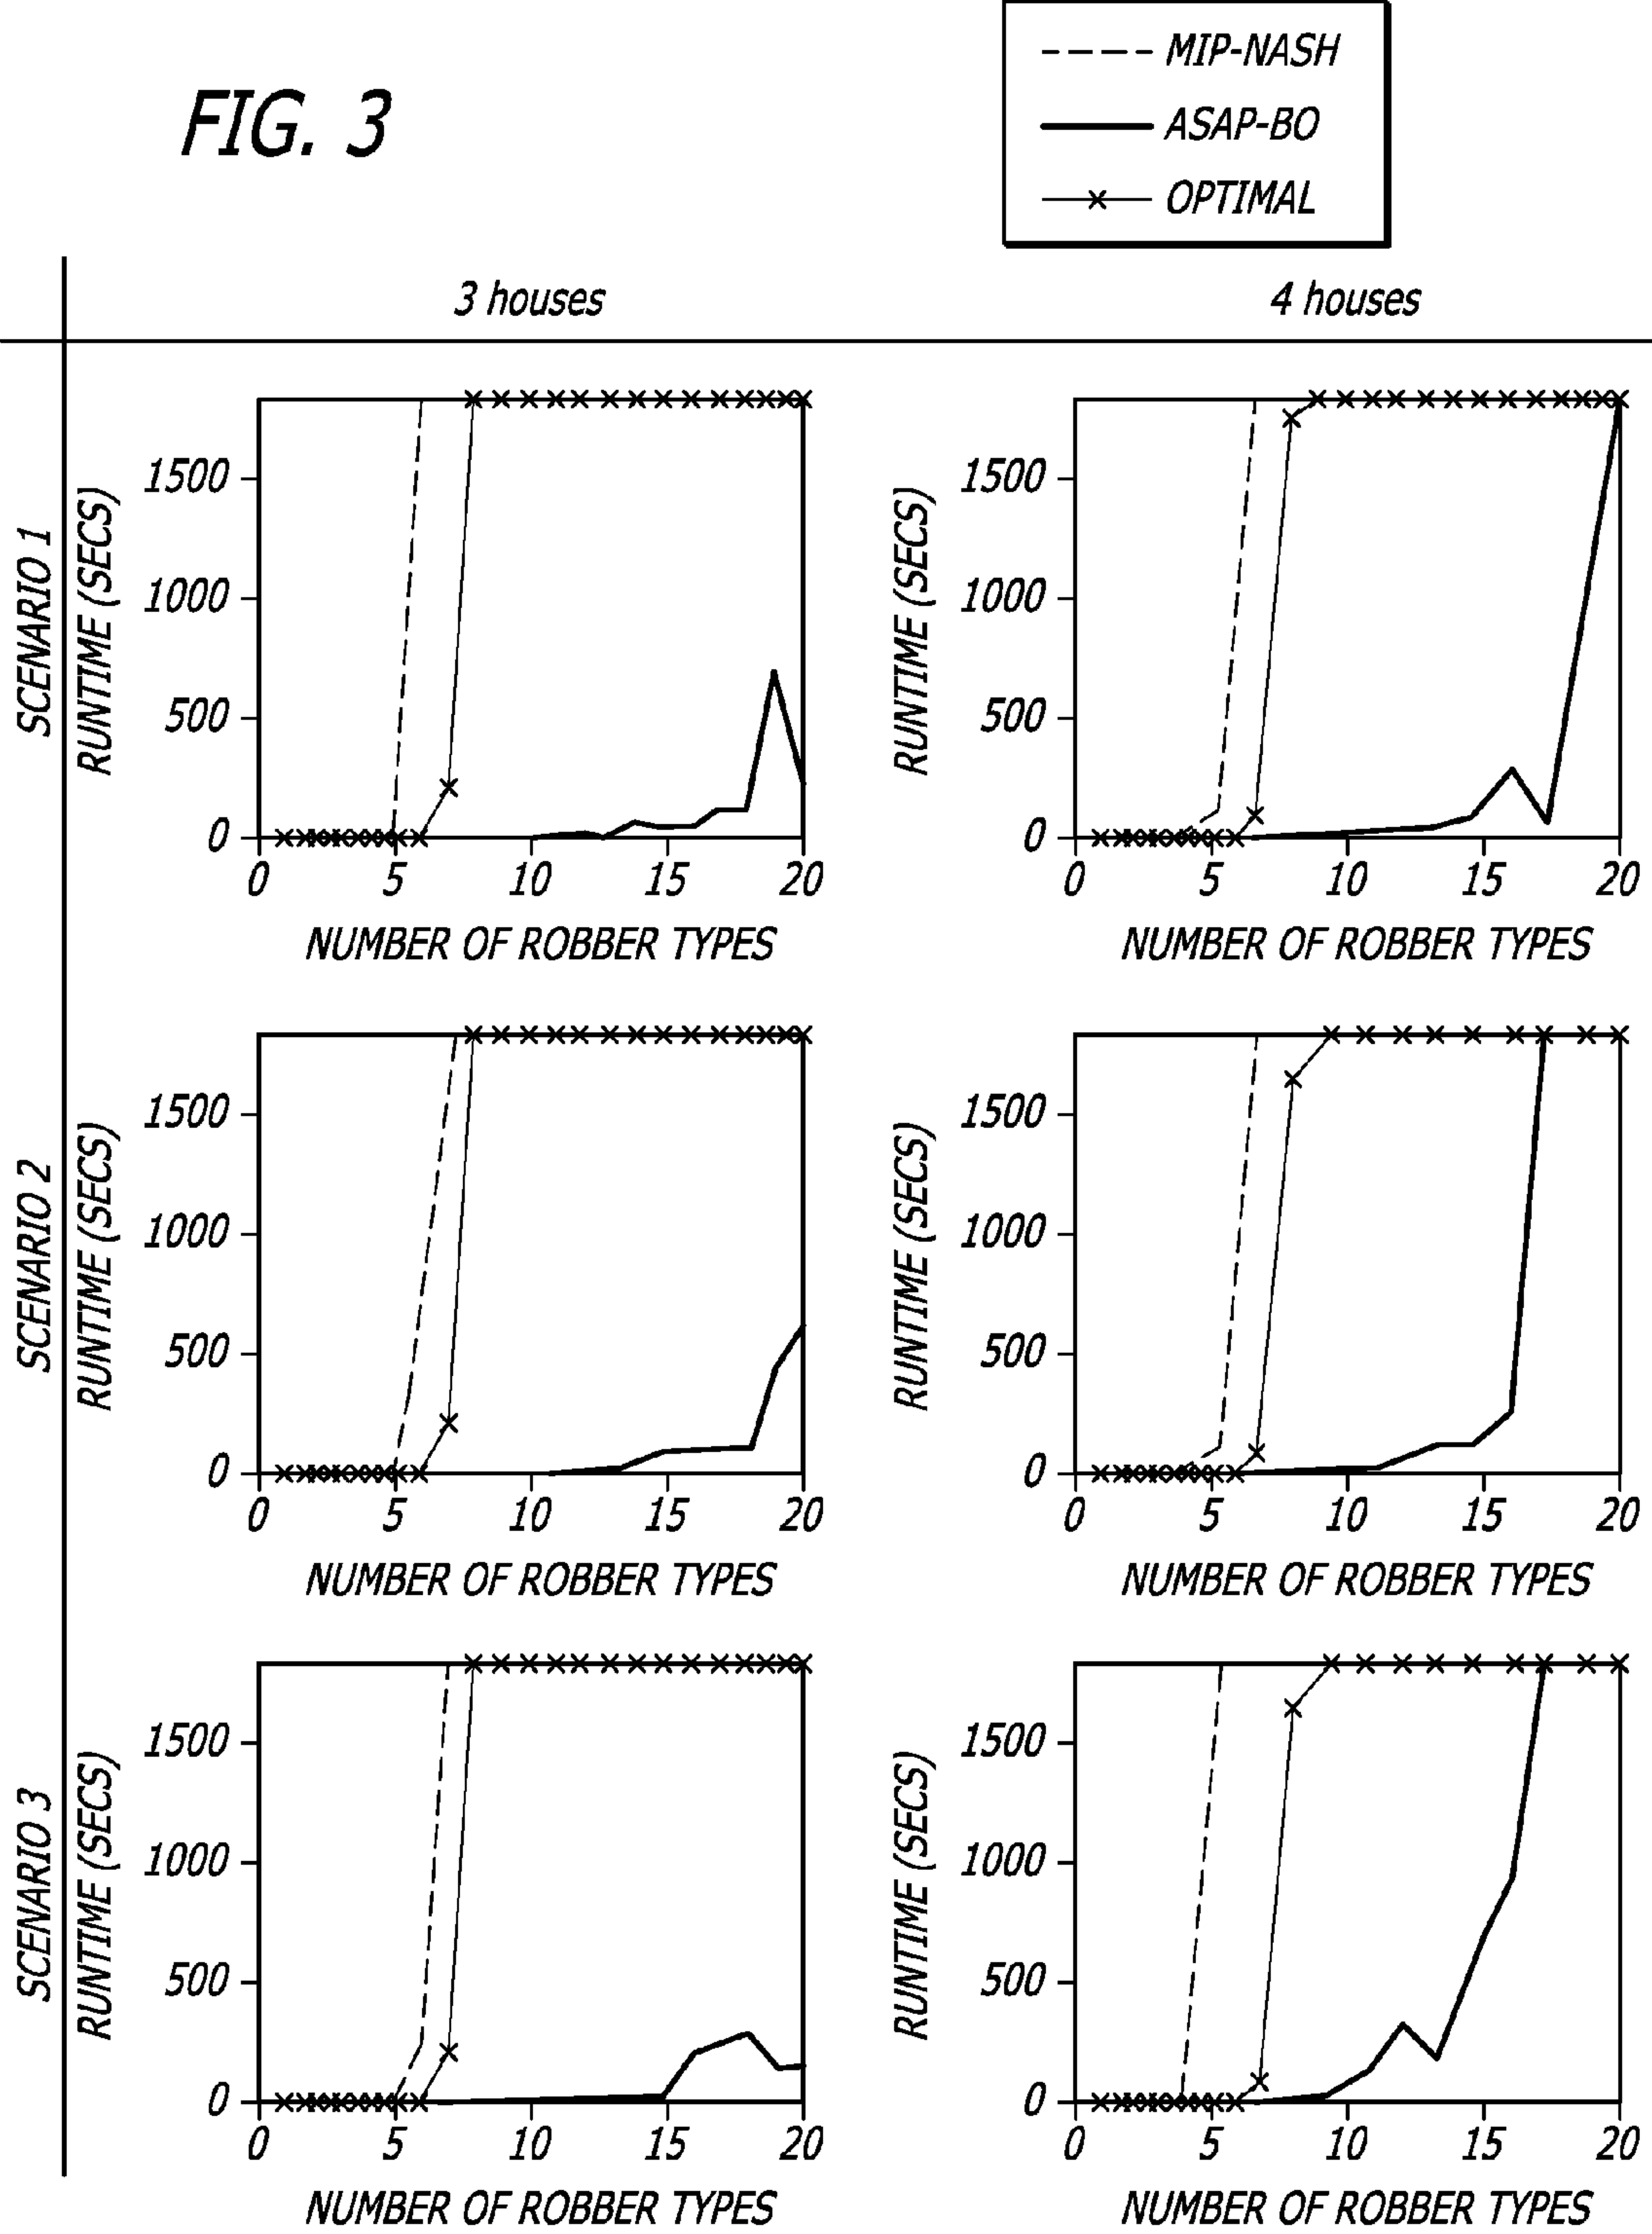 FIG. 3
MIP-NASH
ASAP-BO
OPTIMAL
3 houses
4 houses
SCENARIO 1
RUNTIME (SECS)
1500
1000
500
0
0 5 10 15 20
NUMBER OF ROBBER TYPES
RUNTIME (SECS)
1500
1000
500
0
0 5 10 15 20
NUMBER OF ROBBER TYPES
SCENARIO 2
RUNTIME (SECS)
1500
1000
500
0
0 5 10 15 20
NUMBER OF ROBBER TYPES
RUNTIME (SECS)
1500
1000
500
0
0 5 10 15 20
NUMBER OF ROBBER TYPES
SCENARIO 3
RUNTIME (SECS)
1500
1000
500
0
0 5 10 15 20
NUMBER OF ROBBER TYPES
RUNTIME (SECS)
1500
1000
500
0
0 5 10 15 20
NUMBER OF ROBBER TYPES